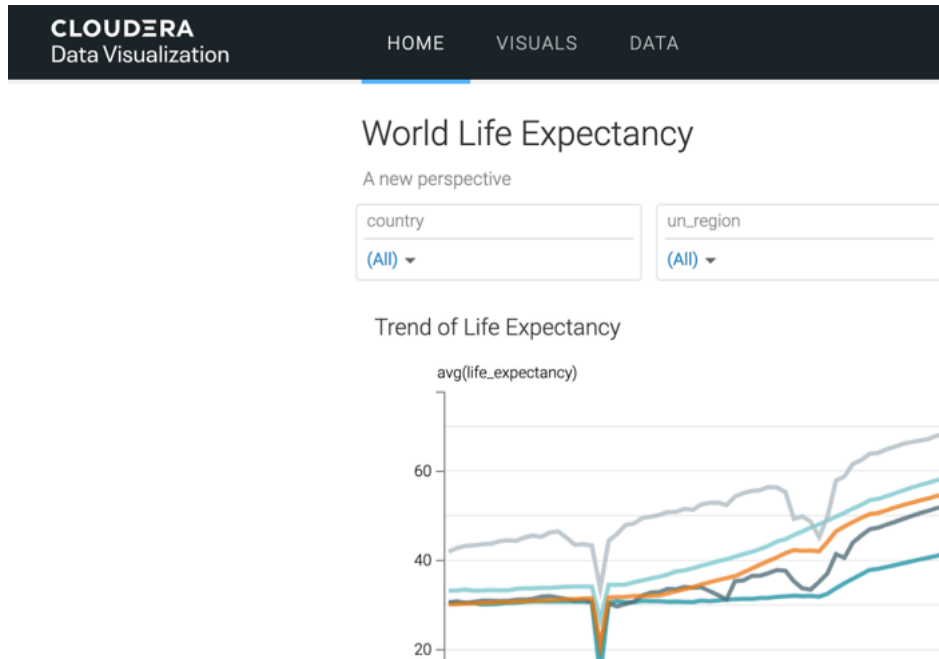 CLOUDERA
Data Visualization
HOME VISUALS DATA
World Life Expectancy
A new perspective
country un_region
(All) (All)
Trend of Life Expectancy
avg(life_expectancy)
60
40
20